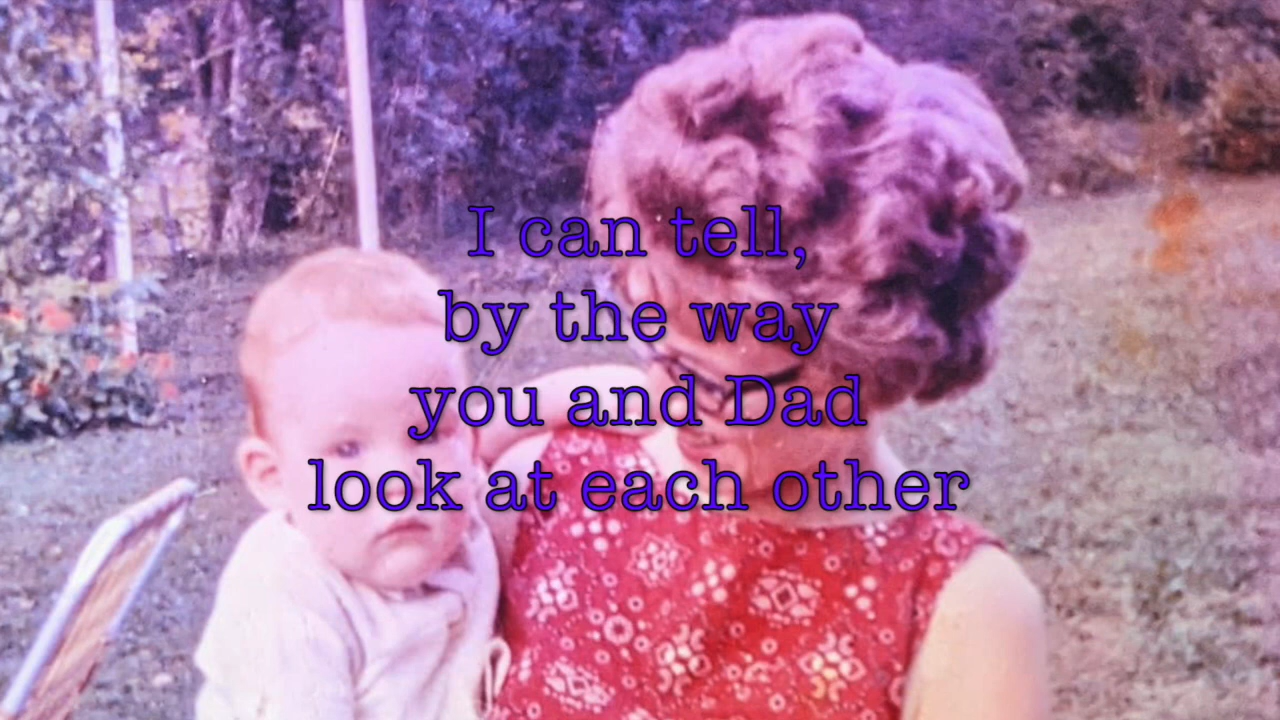 I can tell,
by the way
you and Dad
look at each other